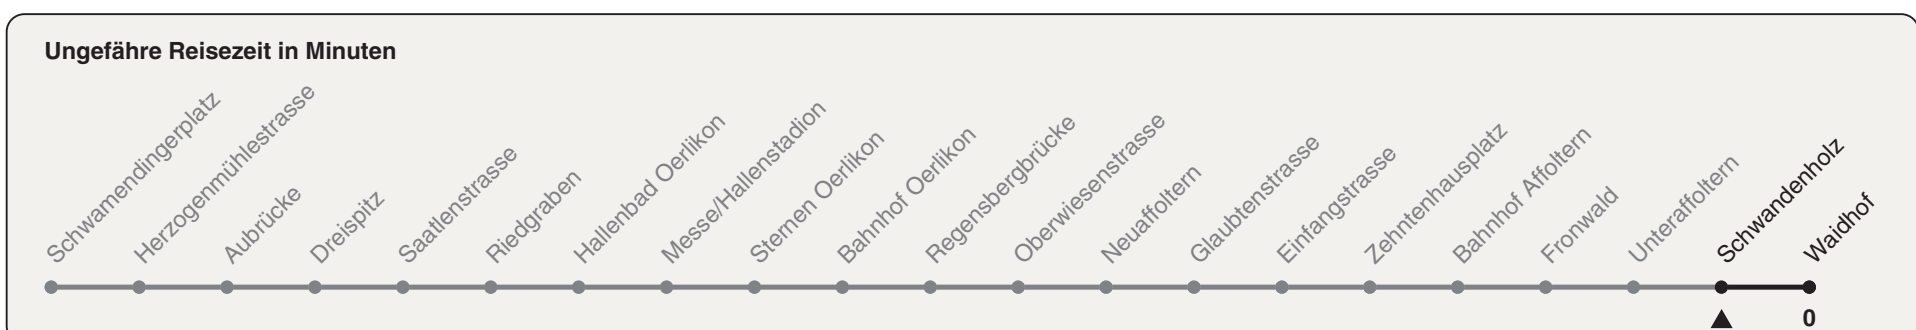 Ungefähre Reisezeit in Minuten
Schwamendingerplatz
Herzogenmühlestrasse
Aubrücke
Dreispitz
Saatlenstrasse
Riedgraben
Hallenbad Oerlikon
Messe/Hallenstadion
Sternen Oerlikon
Bahnhof Oerlikon
Regensbergbrücke
Oberwiesenstrasse
Neuaffoltern
Glaubtenstrasse
Einfangstrasse
Zehntenhausplatz
Bahnhof Affoltern
Fronwald
Unteraffoltern
Schwandenholz
Waidhof
0